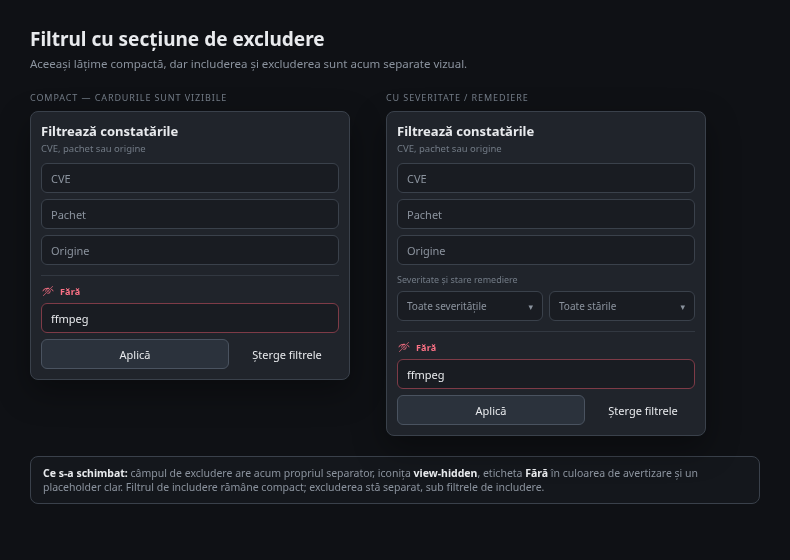 Filtrul cu secțiune de excludere
Aceeași lățime compactă, dar includerea și excluderea sunt acum separate vizual.
COMPACT — CARDURILE SUNT VIZIBILE
Filtrează constatările
CVE, pachet sau origine
CVE
Pachet
Origine
Fără
ffmpeg
Aplică
Șterge filtrele
CU SEVERITATE / REMEDIERE
Filtrează constatările
CVE, pachet sau origine
CVE
Pachet
Origine
Severitate și stare remediere
Toate severitățile
Toate stările
Fără
ffmpeg
Aplică
Șterge filtrele
Ce s-a schimbat: câmpul de excludere are acum propriul separator, iconița view-hidden, eticheta Fără în culoarea de avertizare și un
placeholder clar. Filtrul de includere rămâne compact; excluderea stă separat, sub filtrele de includere.